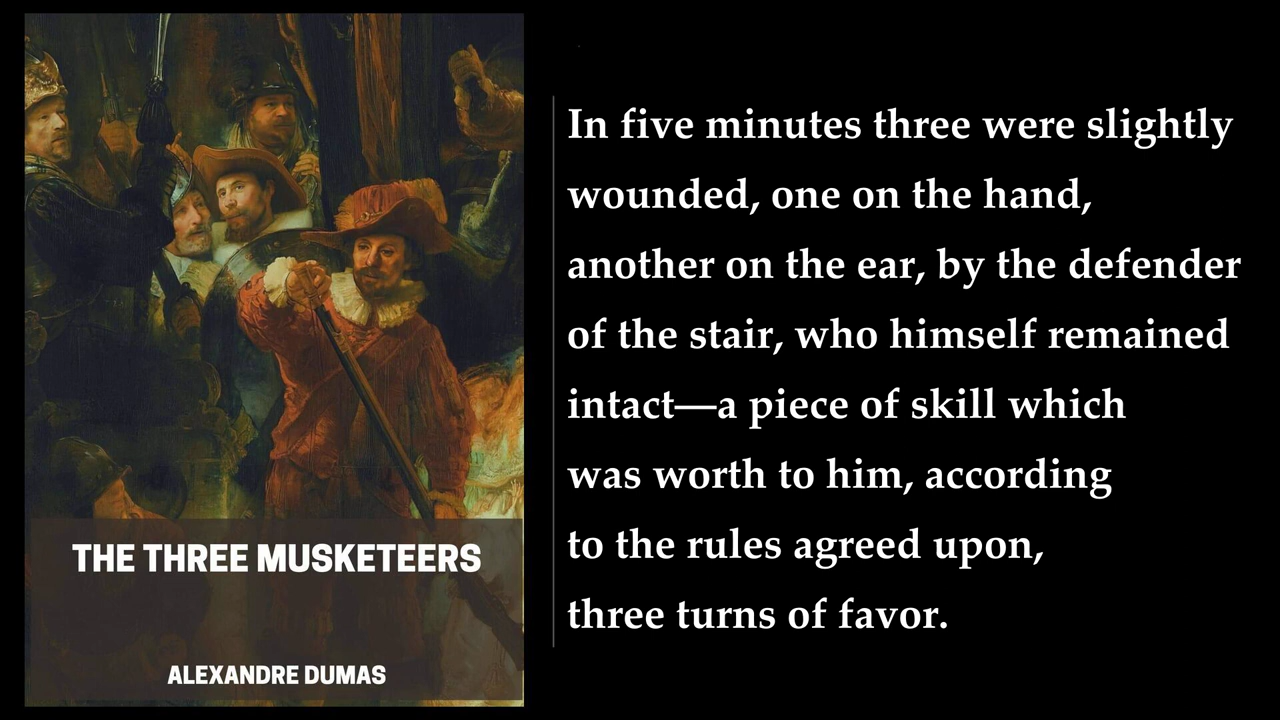 THE THREE MUSKETEERS
ALEXANDRE DUMAS
In five minutes three were slightly
wounded, one on the hand,
another on the ear, by the defender
of the stair, who himself remained
intact—a piece of skill which
was worth to him, according
to the rules agreed upon,
three turns of favor.